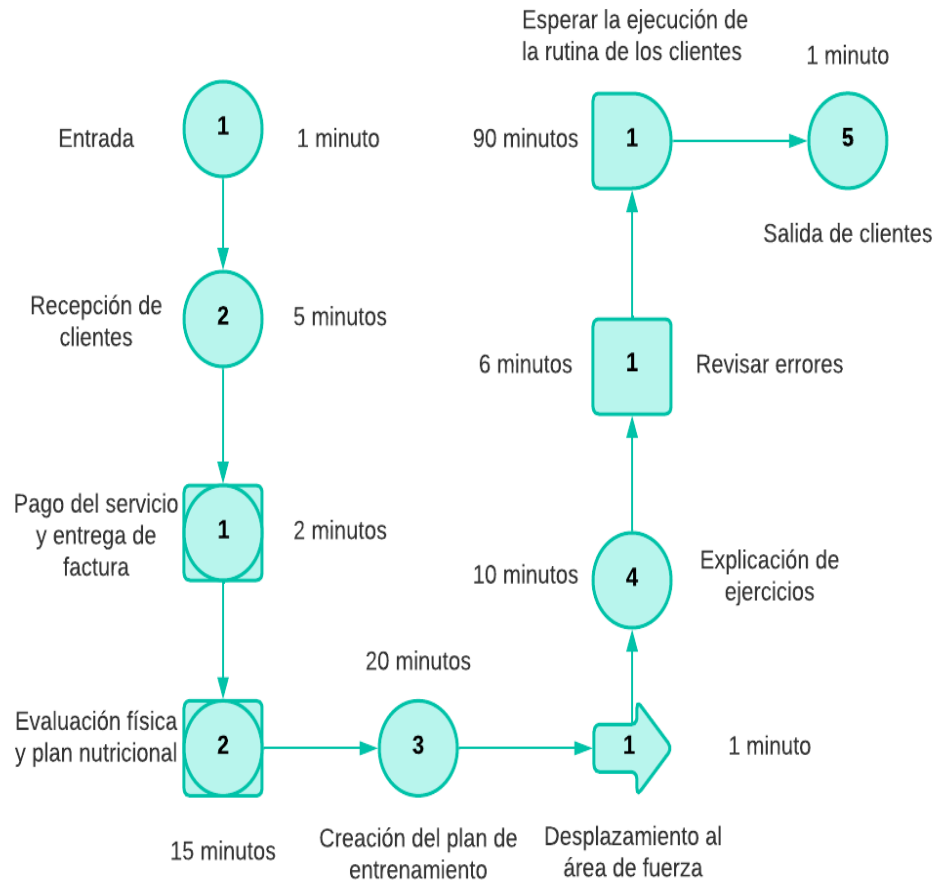 Entrada
1
1 minuto
Recepción de
clientes
2
5 minutos
Pago del servicio
y entrega de
factura
1
2 minutos
Evaluación física
y plan nutricional
2
15 minutos
20 minutos
3
Creación del plan de
entrenamiento
1
1 minuto
Desplazamiento al
área de fuerza
10 minutos
4
Explicación de
ejercicios
6 minutos
1
Revisar errores
Esperar la ejecución de
la rutina de los clientes
90 minutos
1
1 minuto
5
Salida de clientes